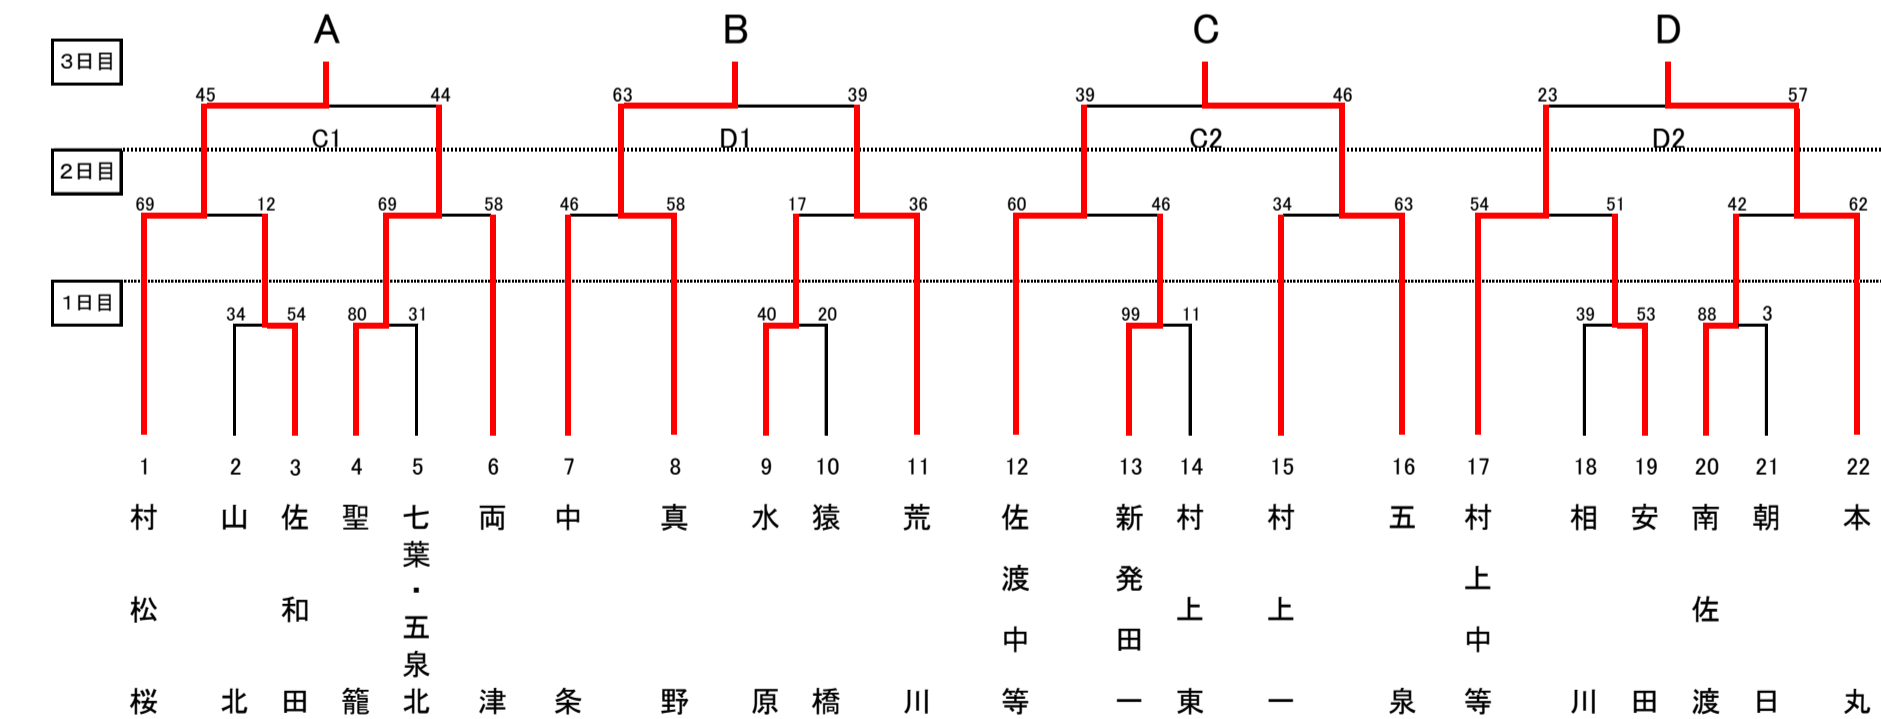 A B C D
3日目
45 44 63 39 39 46 23 57
C1 D1 C2 D2
2日目
69 12 69 58 46 58 17 36 60 46 34 63 54 51 42 62
1日目
34 54 80 31 40 20 99 11 39 53 88 3
1 2 3 4 5 6 7 8 9 10 11 12 13 14 15 16 17 18 19 20 21 22
村松桜
山北
佐和田
聖籠
七葉・五泉北
両津
中条
真野
水原
猿橋
荒川
佐渡中等
新発田一
村上東
村上一
五泉
村上中等
相川
安田
南佐渡
朝日
本丸